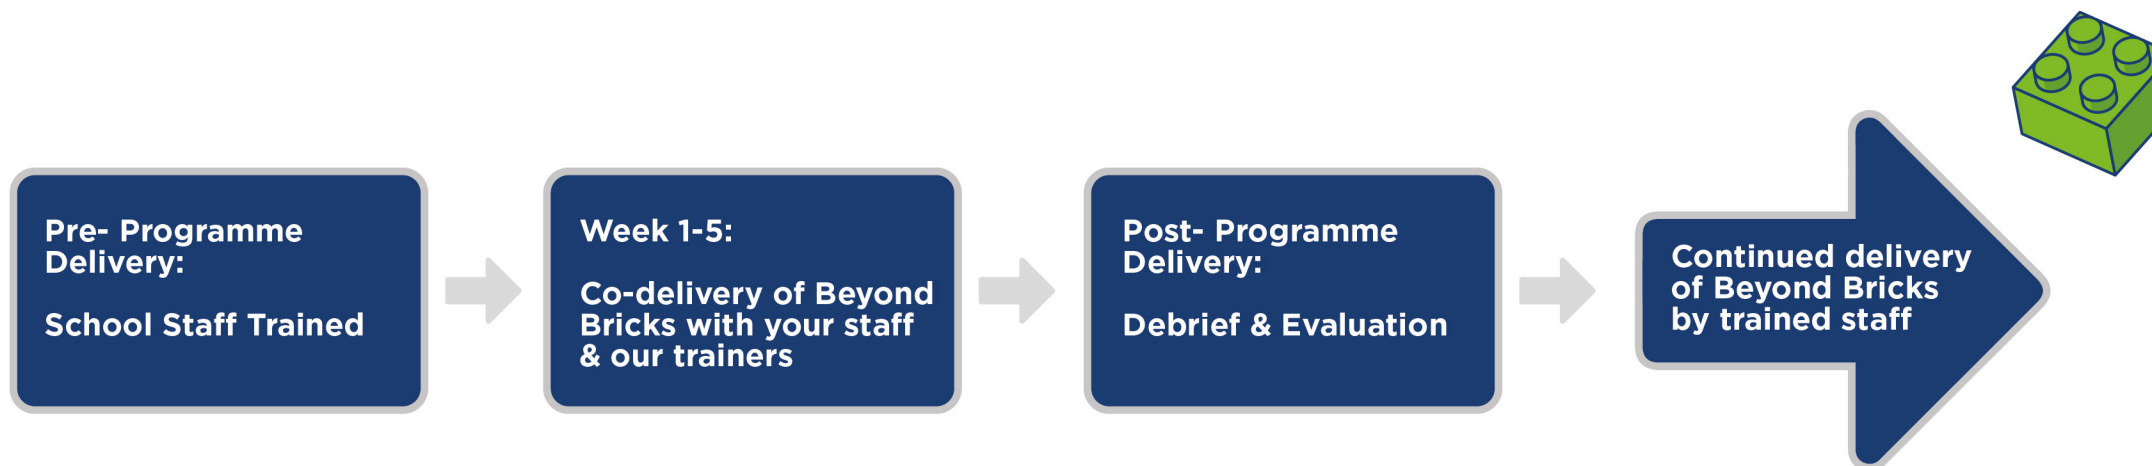 Pre- Programme
Delivery:
School Staff Trained
Week 1-5:
Co-delivery of Beyond
Bricks with your staff
& our trainers
Post- Programme
Delivery:
Debrief & Evaluation
Continued delivery
of Beyond Bricks
by trained staff